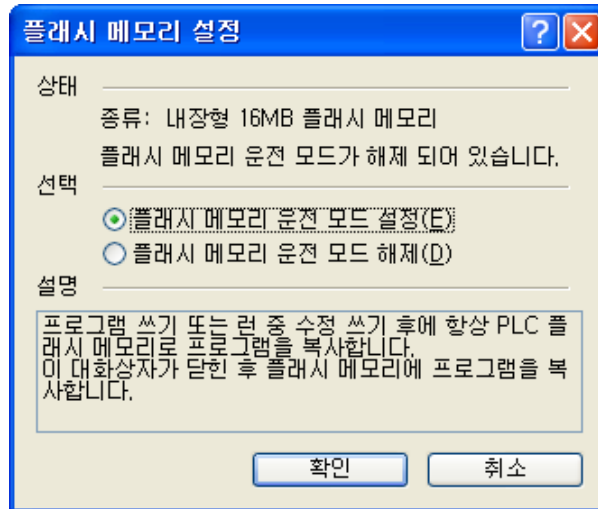 플래시 메모리 설정
상태
종류: 내장형 16MB 플래시 메모리
플래시 메모리 운전 모드가 해제 되어 있습니다.
선택
플래시 메모리 운전 모드 설정(E)
플래시 메모리 운전 모드 해제(D)
설명
프로그램 쓰기 또는 런 중 수정 쓰기 후에 항상 PLC 플
래시 메모리로 프로그램을 복사합니다.
이 대화상자가 닫힌 후 플래시 메모리에 프로그램을 복
사합니다.
확인
취소